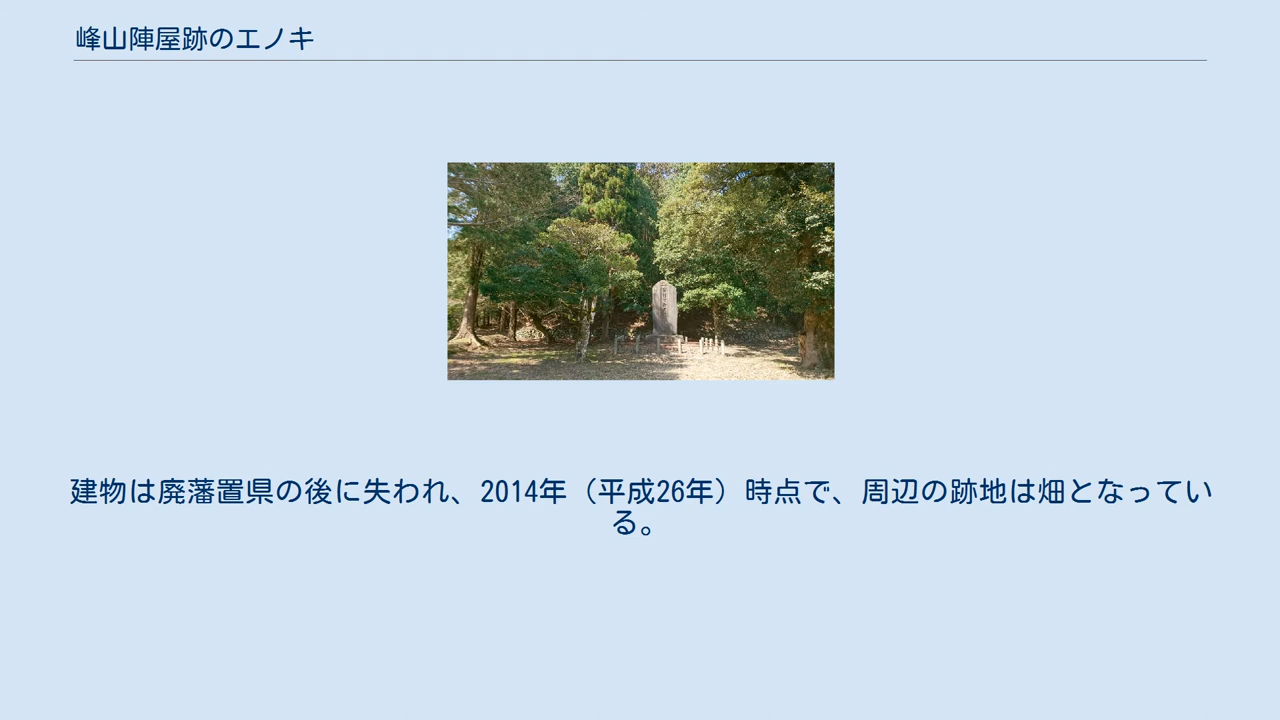 峰山陣屋跡のエノキ
建物は廃藩置県の後に失われ、2014年（平成26年）時点で、周辺の跡地は畑となってい
る。